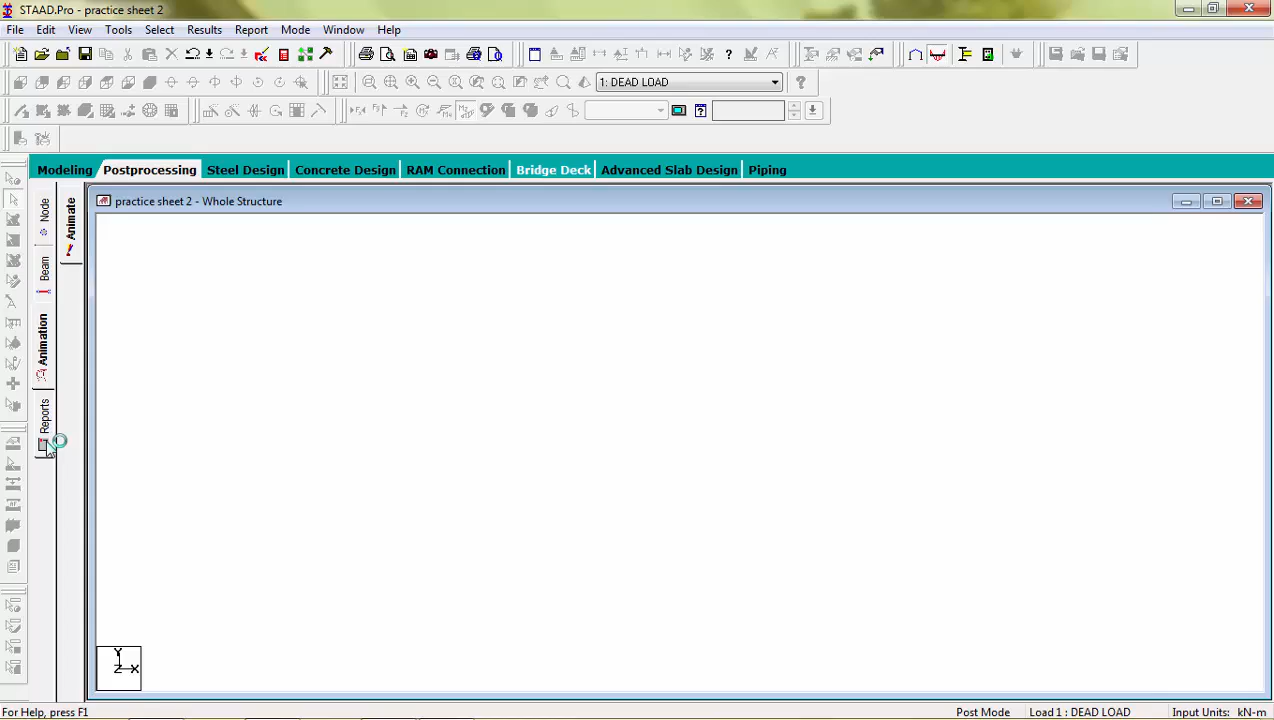 STAAD.Pro - practice sheet 2
File Edit View Tools Select Results Report Mode Window Help
1: DEAD LOAD
Modeling Postprocessing Steel Design Concrete Design RAM Connection Bridge Deck Advanced Slab Design Piping
practice sheet 2 - Whole Structure
Node
Beam
Animation
Reports
Animate
Y
Z X
For Help, press F1 Post Mode Load 1 : DEAD LOAD Input Units: kN-m